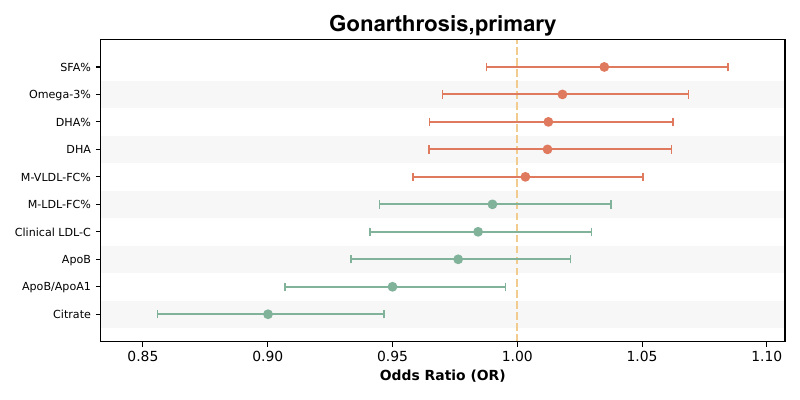 Gonarthrosis,primary
SFA%
Omega-3%
DHA%
DHA
M-VLDL-FC%
M-LDL-FC%
Clinical LDL-C
ApoB
ApoB/ApoA1
Citrate
0.85 0.90 0.95 1.00 1.05 1.10
Odds Ratio (OR)